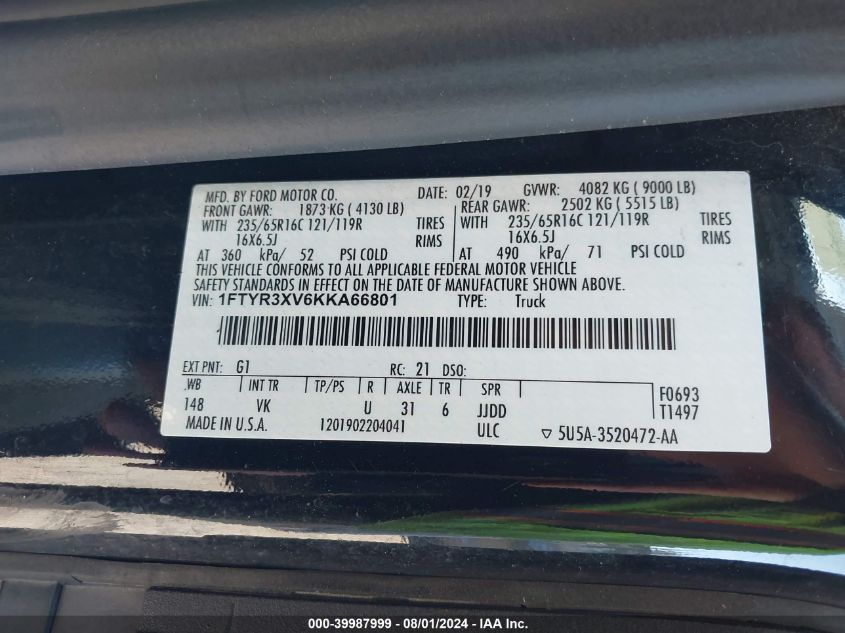 MFD. BY FORD MOTOR CO. DATE: 02/19 GVWR: 4082 KG ( 9000 LB)
FRONT GAWR: 1873 KG ( 4130 LB) REAR GAWR: 2502 KG ( 5515 LB)
WITH 235/65R16C 121/119R TIRES WITH 235/65R16C 121/119R TIRES
16X6.5J RIMS 16X6.5J RIMS
AT 360 kPa/ 52 PSI COLD AT 490 kPa/ 71 PSI COLD
THIS VEHICLE CONFORMS TO ALL APPLICABLE FEDERAL MOTOR VEHICLE
SAFETY STANDARDS IN EFFECT ON THE DATE OF MANUFACTURE SHOWN ABOVE.
VIN: 1FTYR3XV6KKA66801 TYPE: Truck
EXT PNT: G1 RC: 21 DSO:
WB INT TR TP/PS R AXLE TR SPR F0693
148 VK U 31 6 JJDD T1497
MADE IN U.S.A. 1201902204041 ULC ▽ 5U5A-3520472-AA
000-39987999 - 08/01/2024 - IAA Inc.